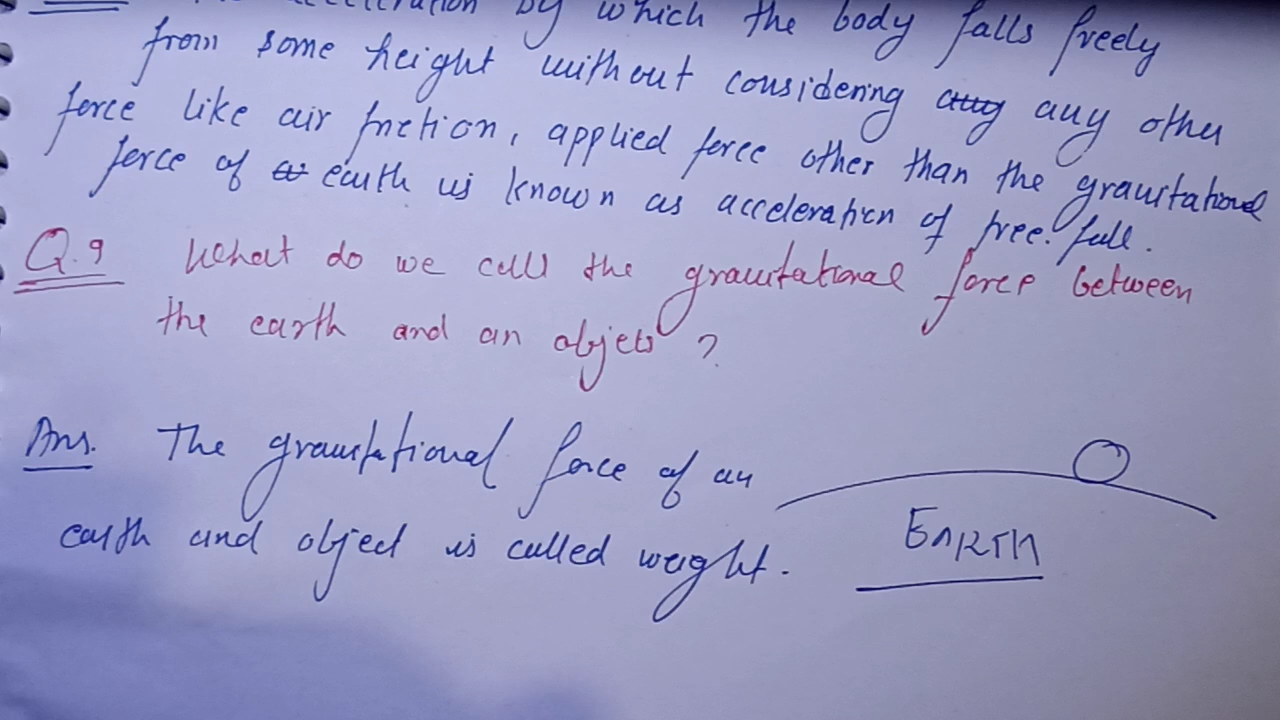 acceleration by which the body falls freely
from some height without considering any other
force like air friction, applied force other than the gravitational
force of earth is known as acceleration of free fall.
Q.9 What do we call the gravitational force between
the earth and an object ?
Ans. The gravitational force of an
earth and object is called weight.
EARTH